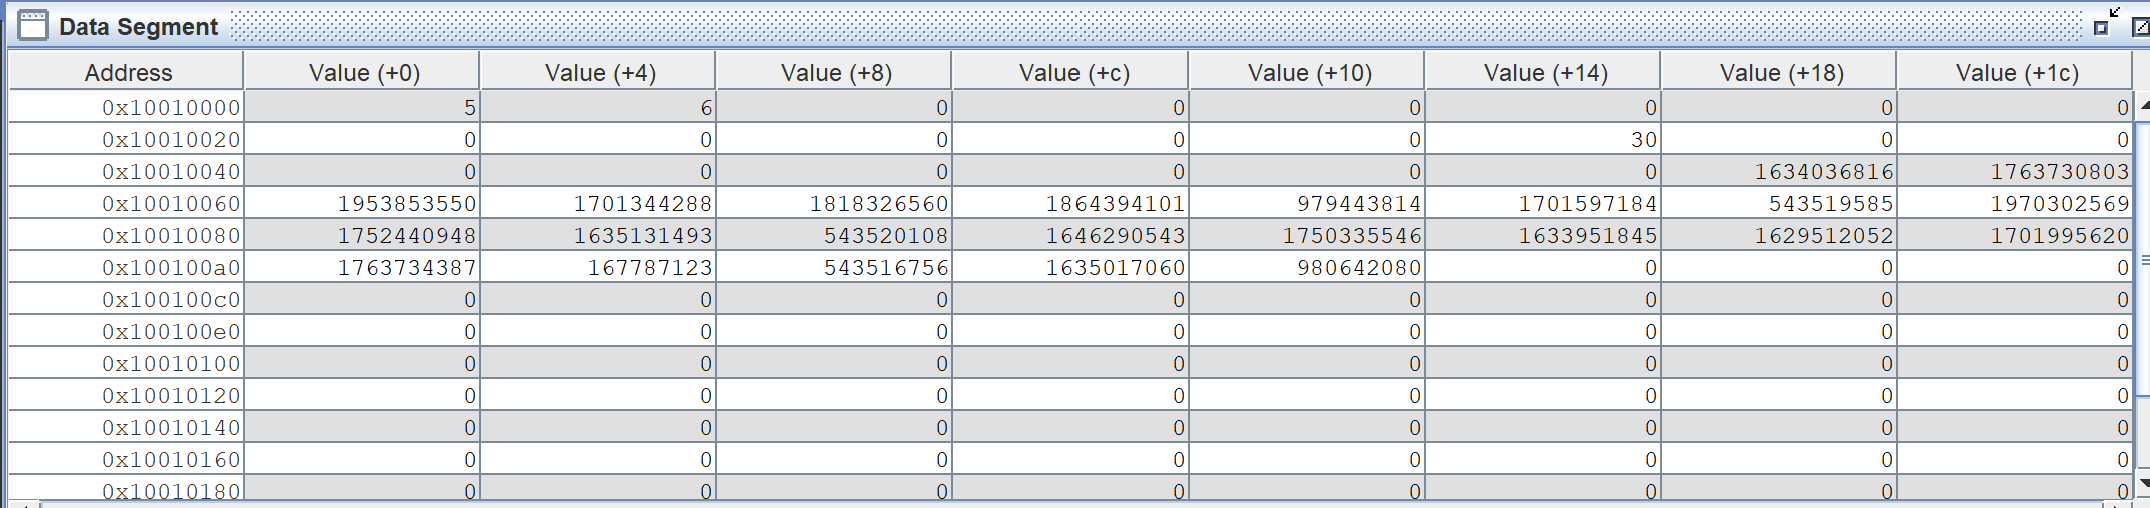 Data Segment
Address Value (+0) Value (+4) Value (+8) Value (+c) Value (+10) Value (+14) Value (+18) Value (+1c)
0x10010000 5 6 0 0 0 0 0 0
0x10010020 0 0 0 0 0 30 0 0
0x10010040 0 0 0 0 0 0 1634036816 1763730803
0x10010060 1953853550 1701344288 1818326560 1864394101 979443814 1701597184 543519585 1970302569
0x10010080 1752440948 1635131493 543520108 1646290543 1750335546 1633951845 1629512052 1701995620
0x100100a0 1763734387 167787123 543516756 1635017060 980642080 0 0 0
0x100100c0 0 0 0 0 0 0 0 0
0x100100e0 0 0 0 0 0 0 0 0
0x10010100 0 0 0 0 0 0 0 0
0x10010120 0 0 0 0 0 0 0 0
0x10010140 0 0 0 0 0 0 0 0
0x10010160 0 0 0 0 0 0 0 0
0x10010180 0 0 0 0 0 0 0 0